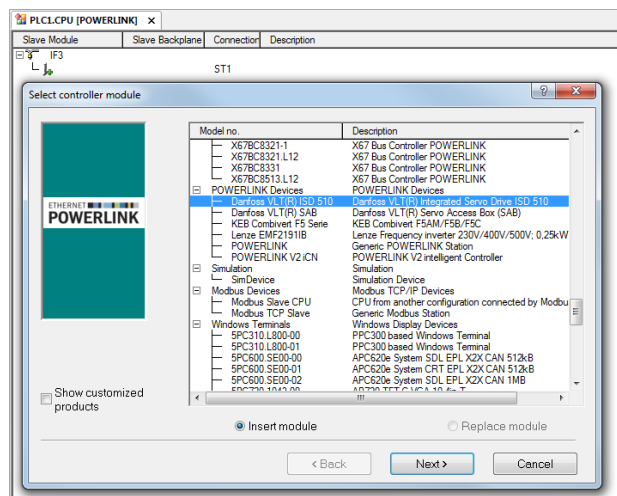 PLC1.CPU [POWERLINK] ×
Slave Module Slave Backplane Connection Description
IF3
ST1
Select controller module
Model no. Description
X67BC8321-1 X67 Bus Controller POWERLINK
X67BC8321.L12 X67 Bus Controller POWERLINK
X67BC8331 X67 Bus Controller POWERLINK
X67BC8513.L12 X67 Bus Controller POWERLINK
POWERLINK Devices POWERLINK Devices
Danfoss VLT(R) ISD 510 Danfoss VLT(R) Integrated Servo Drive ISD 510
Danfoss VLT(R) SAB Danfoss VLT(R) Servo Access Box (SAB)
KEB Combivert F5 Serie KEB Combivert F5AM/F5B/F5C
Lenze EMF2191IB Lenze Frequency inverter 230V/400V/500V; 0,25kW
POWERLINK Generic POWERLINK Station
POWERLINK V2 iCN POWERLINK V2 intelligent Controller
Simulation Simulation
SimDevice Simulation Device
Modbus Devices Modbus TCP/IP Devices
Modbus Slave CPU CPU from another configuration connected by Modbu
Modbus TCP Slave Generic Modbus Station
Windows Terminals Windows Display Devices
5PC310.L800-00 PPC300 based Windows Terminal
5PC310.L800-01 PPC300 based Windows Terminal
5PC600.SE00-00 APC620e System SDL EPL X2X CAN 512kB
5PC600.SE00-01 APC620e System CRT EPL X2X CAN 512kB
5PC600.SE00-02 APC620e System SDL EPL X2X CAN 1MB
ETHERNET
POWERLINK
Show customized
products
Insert module Replace module
< Back Next > Cancel